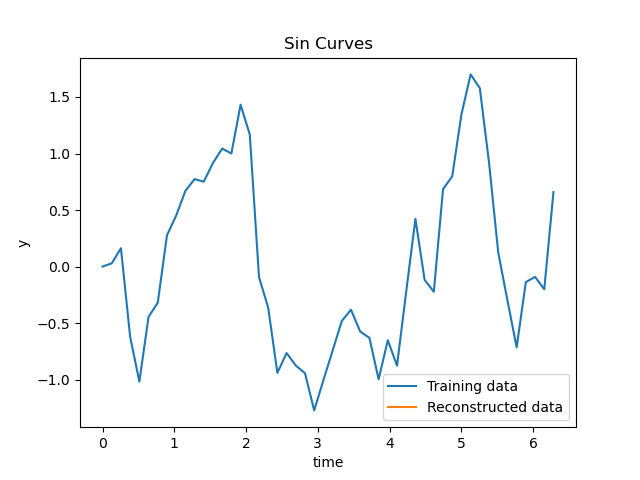 Sin Curves
y
1.5
1.0
0.5
0.0
−0.5
−1.0
Training data
Reconstructed data
0 1 2 3 4 5 6
time